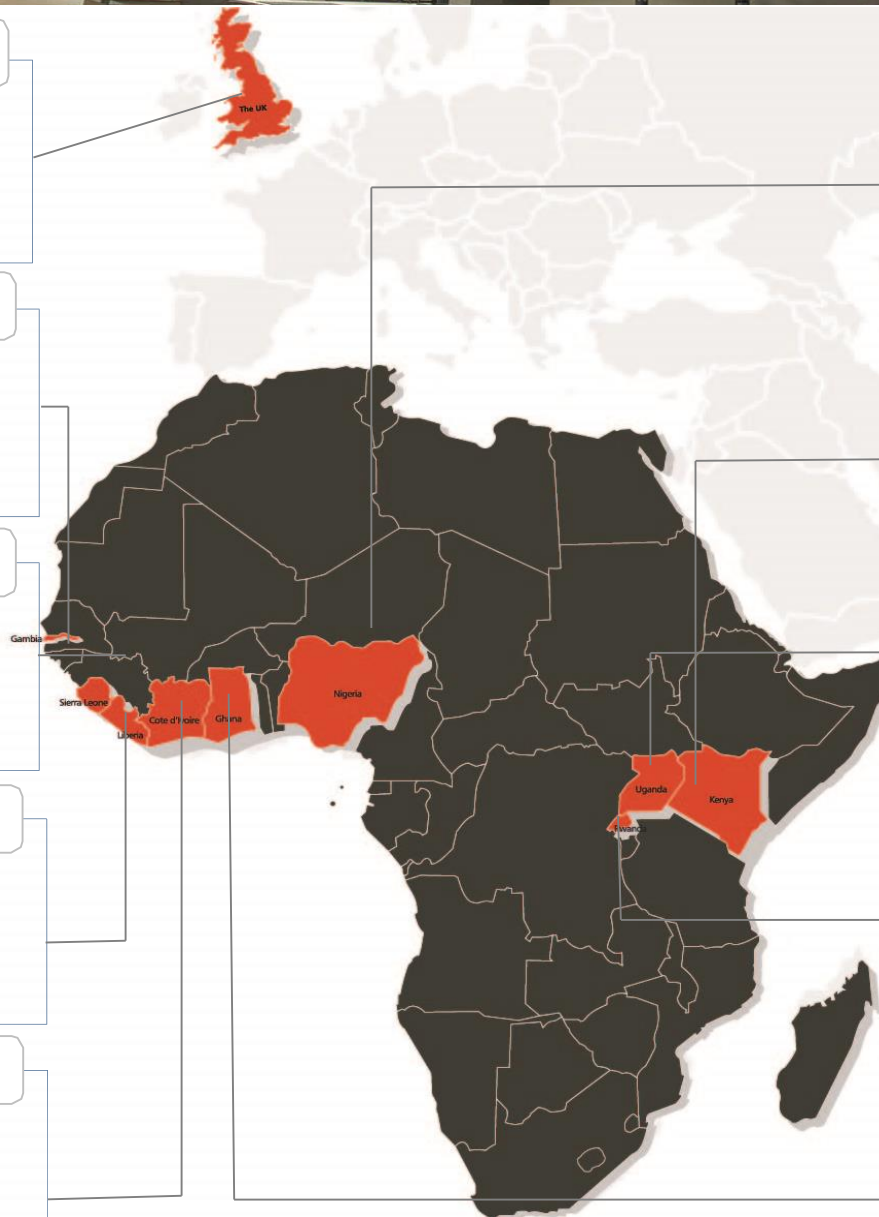 The UK
Gambia
Sierra Leone
Liberia
Cote d'Ivoire
Ghana
Nigeria
Uganda
Kenya
Rwanda